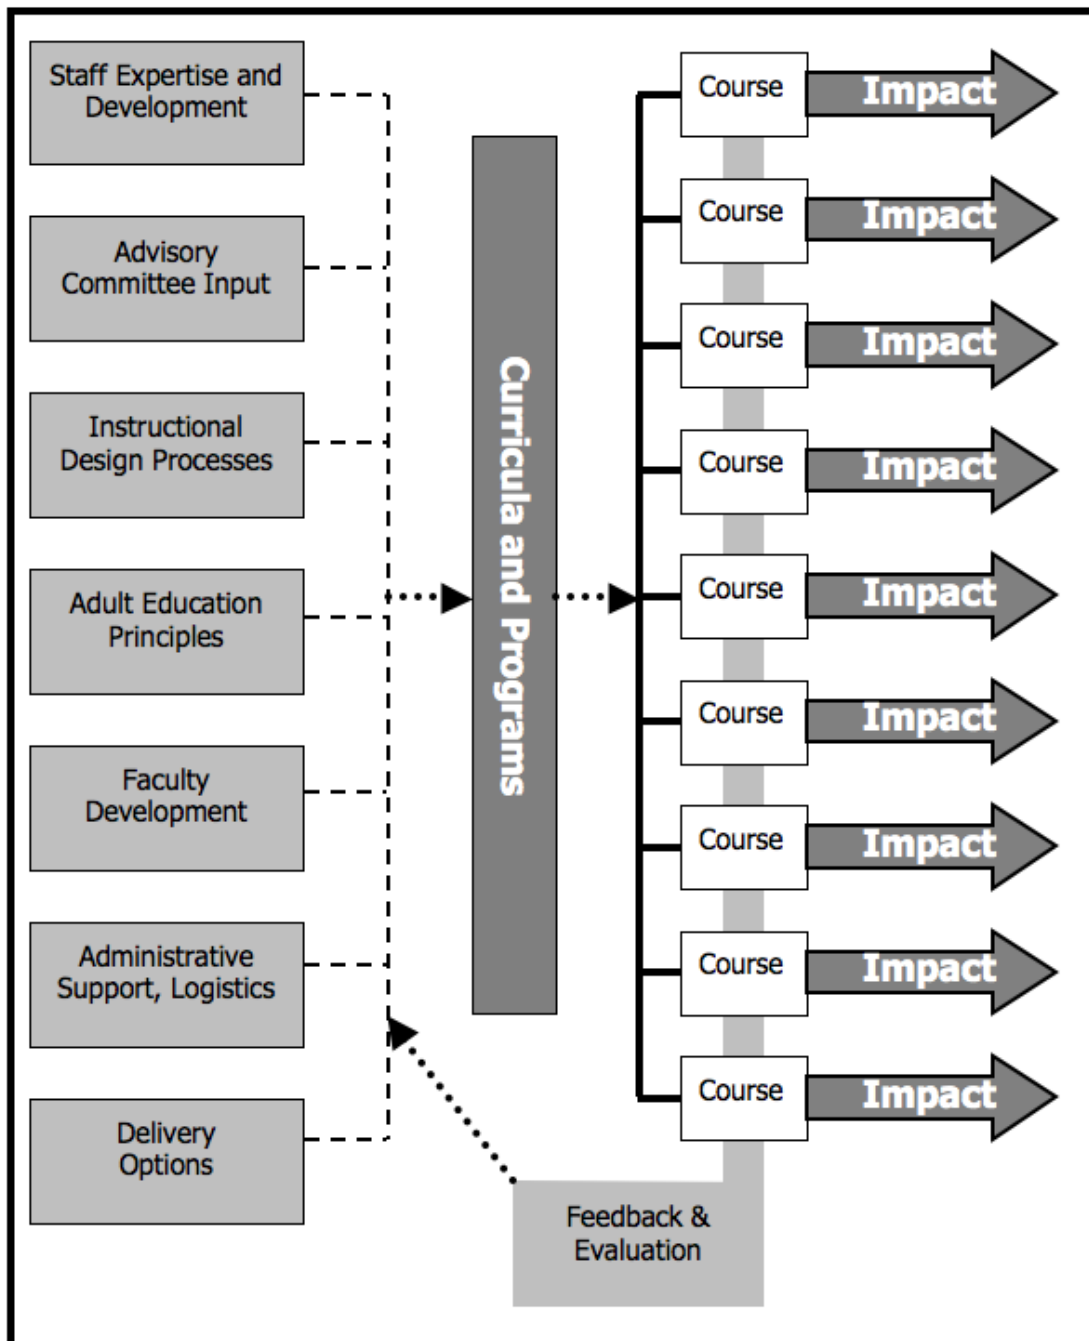 Staff Expertise and
Development
Advisory
Committee Input
Instructional
Design Processes
Adult Education
Principles
Faculty
Development
Administrative
Support, Logistics
Delivery
Options
Curricula and Programs
Course
Impact
Course
Impact
Course
Impact
Course
Impact
Course
Impact
Course
Impact
Course
Impact
Course
Impact
Course
Impact
Feedback &
Evaluation